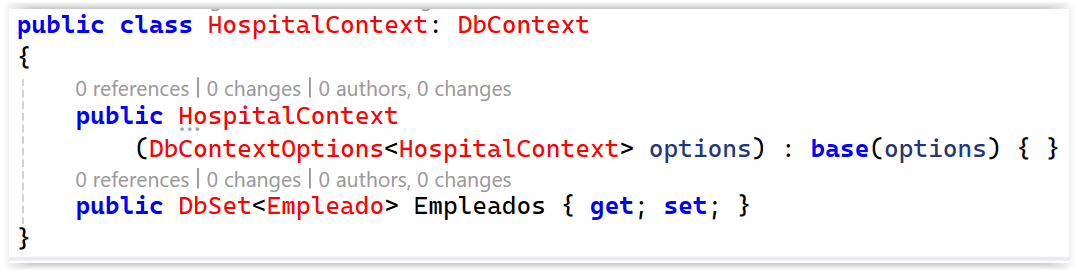 public class HospitalContext: DbContext
{
0 references | 0 changes | 0 authors, 0 changes
public HospitalContext
(DbContextOptions<HospitalContext> options) : base(options) { }
0 references | 0 changes | 0 authors, 0 changes
public DbSet<Empleado> Empleados { get; set; }
}